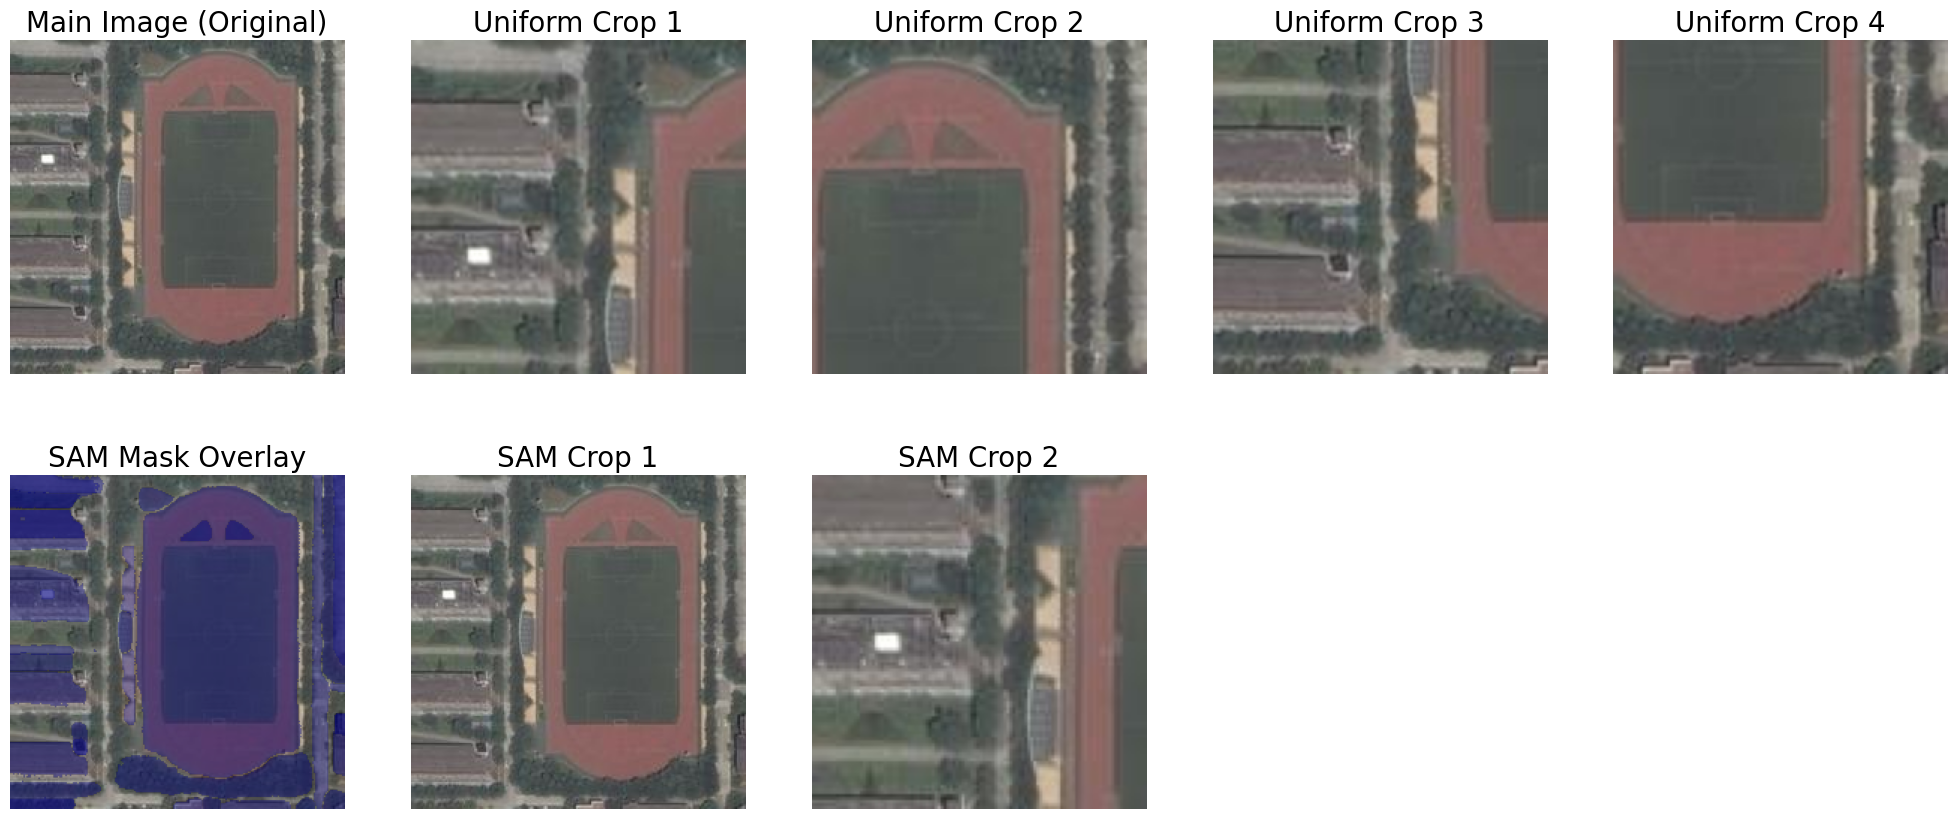 Main Image (Original)
Uniform Crop 1
Uniform Crop 2
Uniform Crop 3
Uniform Crop 4
SAM Mask Overlay
SAM Crop 1
SAM Crop 2